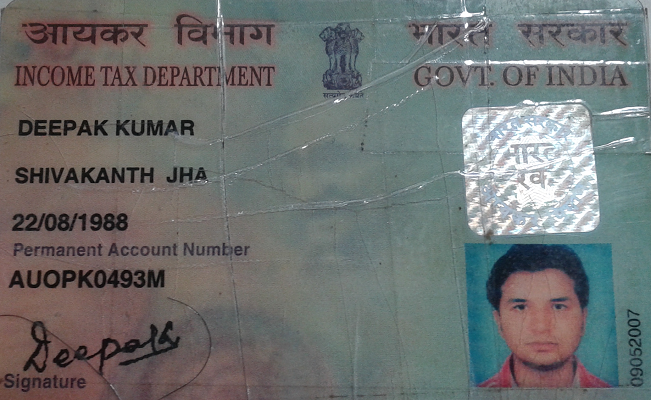 आयकर विभाग
भारत सरकार
INCOME TAX DEPARTMENT
GOVT. OF INDIA
सत्यमेव जयते
DEEPAK KUMAR
SHIVAKANTH JHA
22/08/1988
Permanent Account Number
AUOPK0493M
भारत
Deepak
Signature
09052007